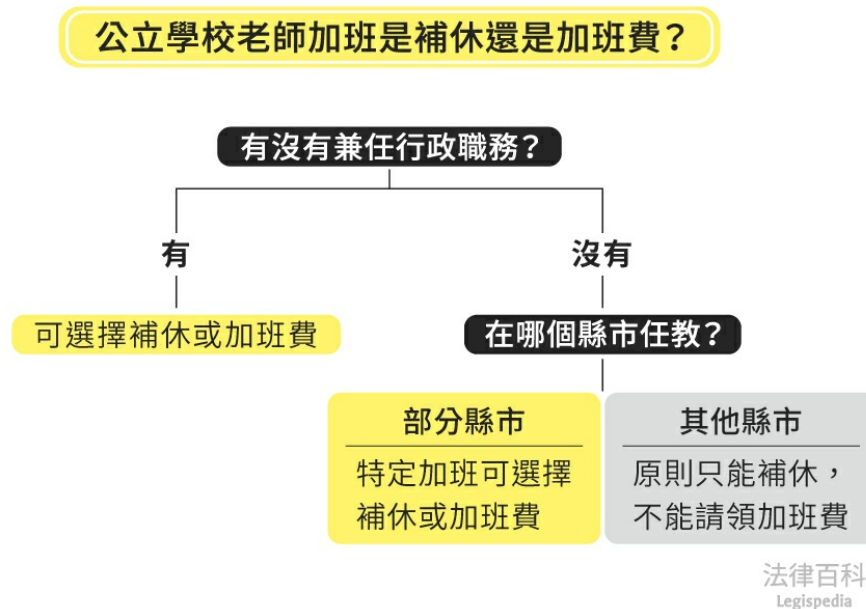 公立學校老師加班是補休還是加班費？
有沒有兼任行政職務？
有
沒有
可選擇補休或加班費
在哪個縣市任教？
部分縣市
特定加班可選擇
補休或加班費
其他縣市
原則只能補休，
不能請領加班費
法律百科
Legispedia